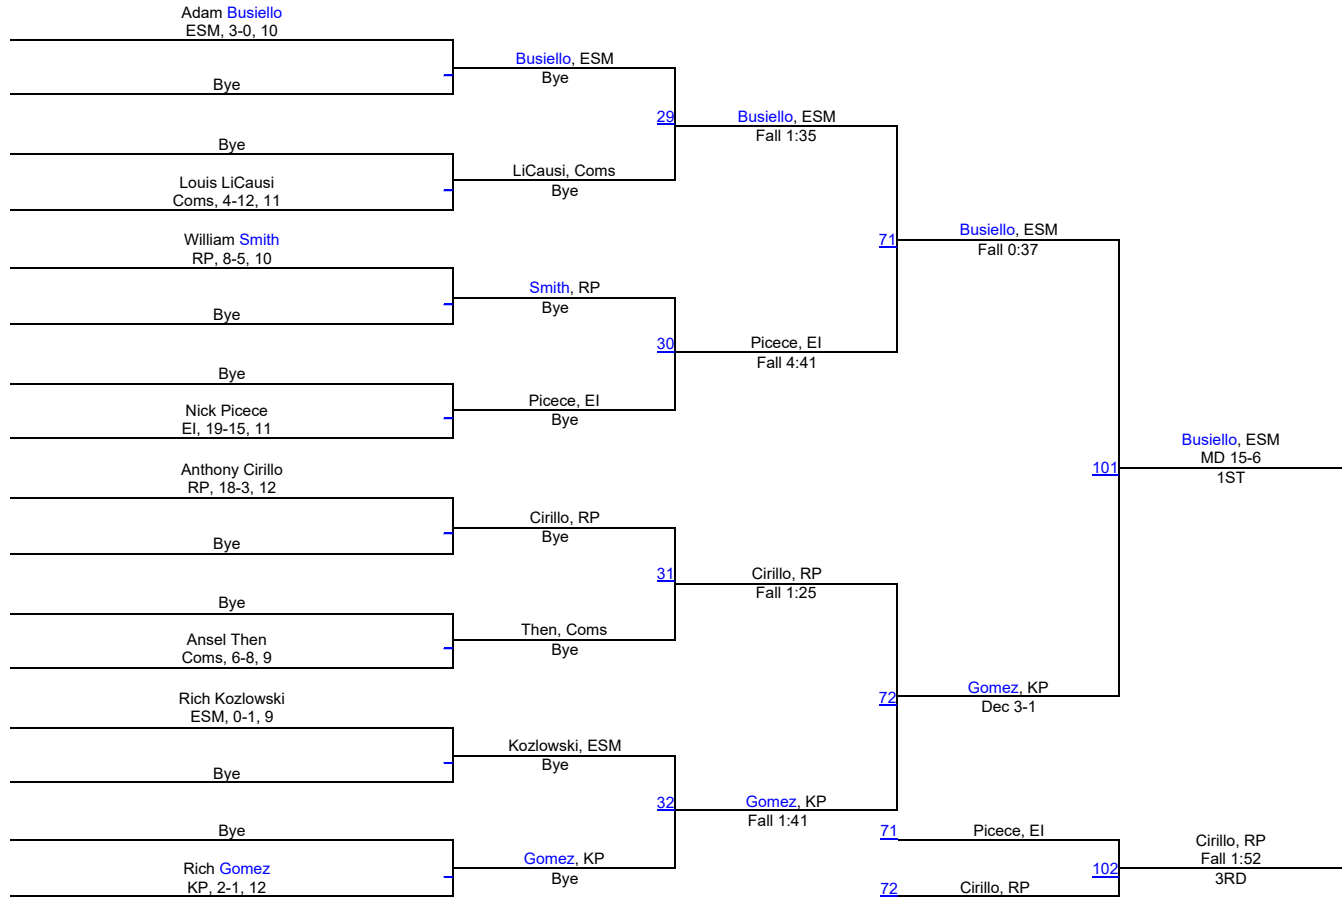 Adam Busiello
ESM, 3-0, 10
Bye
Bye
Louis LiCausi
Coms, 4-12, 11
William Smith
RP, 8-5, 10
Bye
Bye
Nick Picece
EI, 19-15, 11
Anthony Cirillo
RP, 18-3, 12
Bye
Bye
Ansel Then
Coms, 6-8, 9
Rich Kozlowski
ESM, 0-1, 9
Bye
Bye
Rich Gomez
KP, 2-1, 12
Busiello, ESM
Bye
LiCausi, Coms
Bye
Smith, RP
Bye
Picece, EI
Bye
Cirillo, RP
Bye
Then, Coms
Bye
Kozlowski, ESM
Bye
Gomez, KP
Bye
29
Busiello, ESM
Fall 1:35
30
Picece, EI
Fall 4:41
31
Cirillo, RP
Fall 1:25
32
Gomez, KP
Fall 1:41
71
Busiello, ESM
Fall 0:37
72
Gomez, KP
Dec 3-1
101
Busiello, ESM
MD 15-6
1ST
71
Picece, EI
72
Cirillo, RP
102
Cirillo, RP
Fall 1:52
3RD